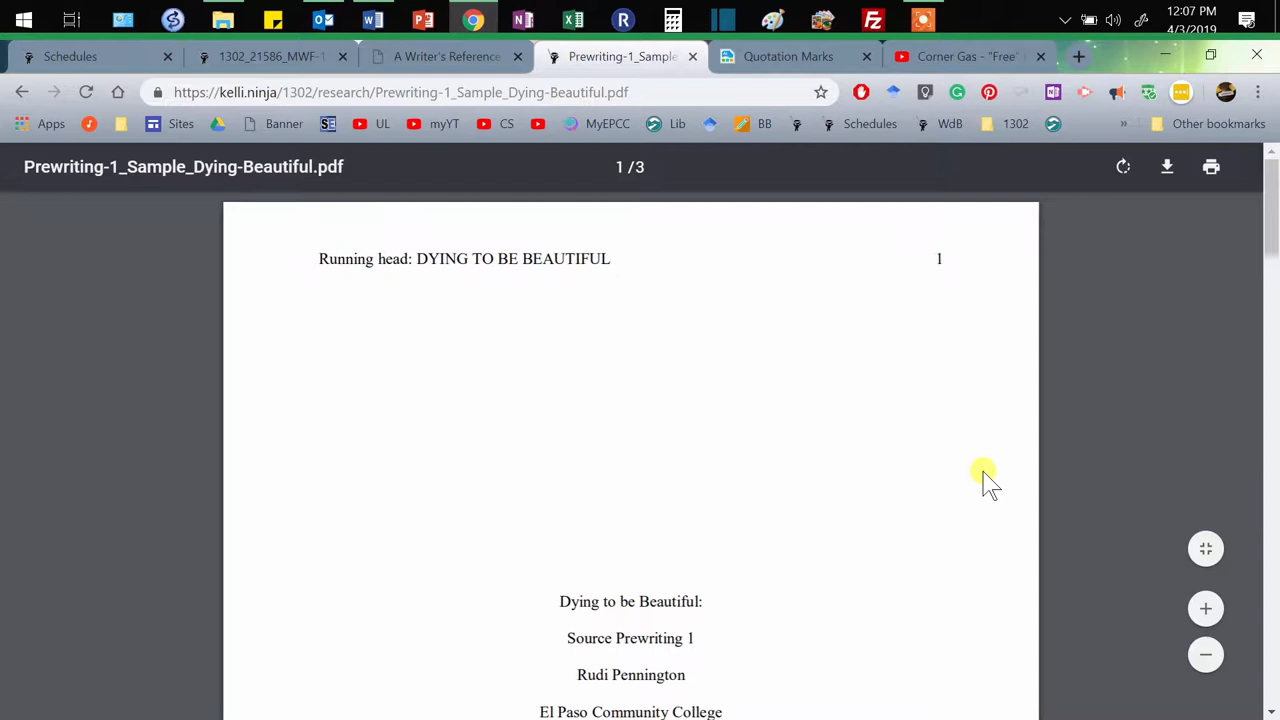 12:07 PM
4/3/2019
Schedules
1302_21586_MWF-1
A Writer's Reference
Prewriting-1_Sample
Quotation Marks
Corner Gas - "Free"
https://kelli.ninja/1302/research/Prewriting-1_Sample_Dying-Beautiful.pdf
Apps
Sites
Banner
UL
myYT
CS
MyEPCC
Lib
BB
Schedules
WdB
1302
»
Other bookmarks
Prewriting-1_Sample_Dying-Beautiful.pdf
1 / 3
Running head: DYING TO BE BEAUTIFUL
1
Dying to be Beautiful:
Source Prewriting 1
Rudi Pennington
El Paso Community College